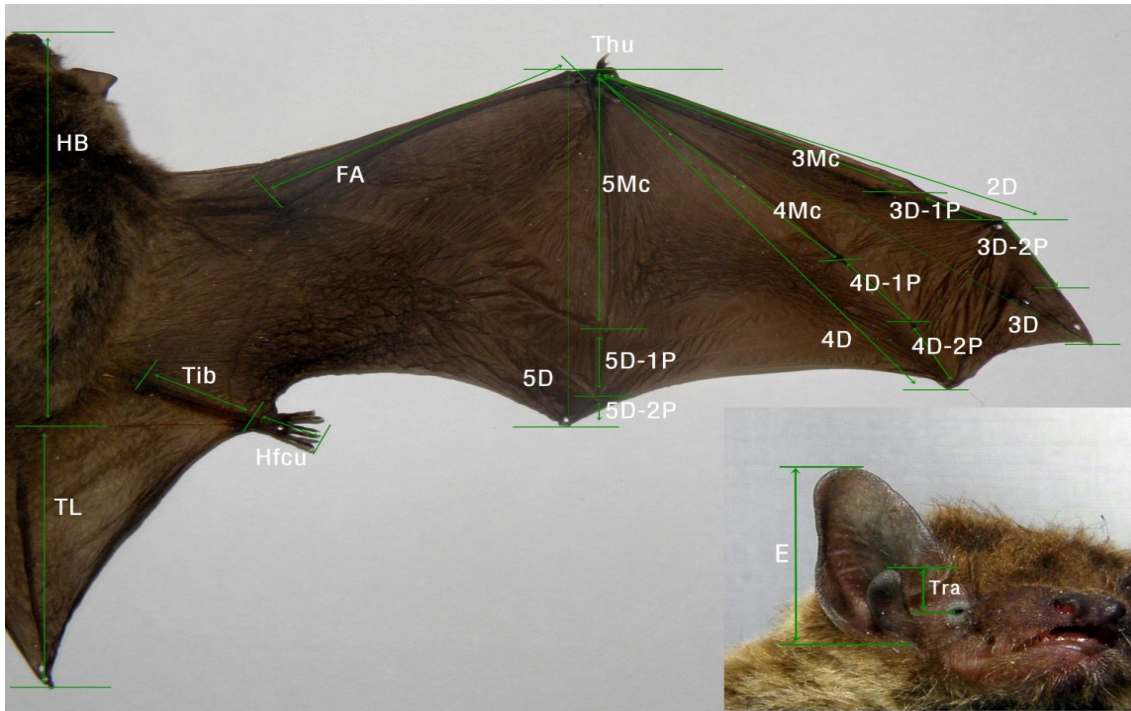 Thu
HB
FA
5Mc
3Mc
2D
4Mc
3D-1P
3D-2P
4D-1P
3D
4D
4D-2P
5D-1P
5D
5D-2P
Tib
Hfcu
TL
E
Tra